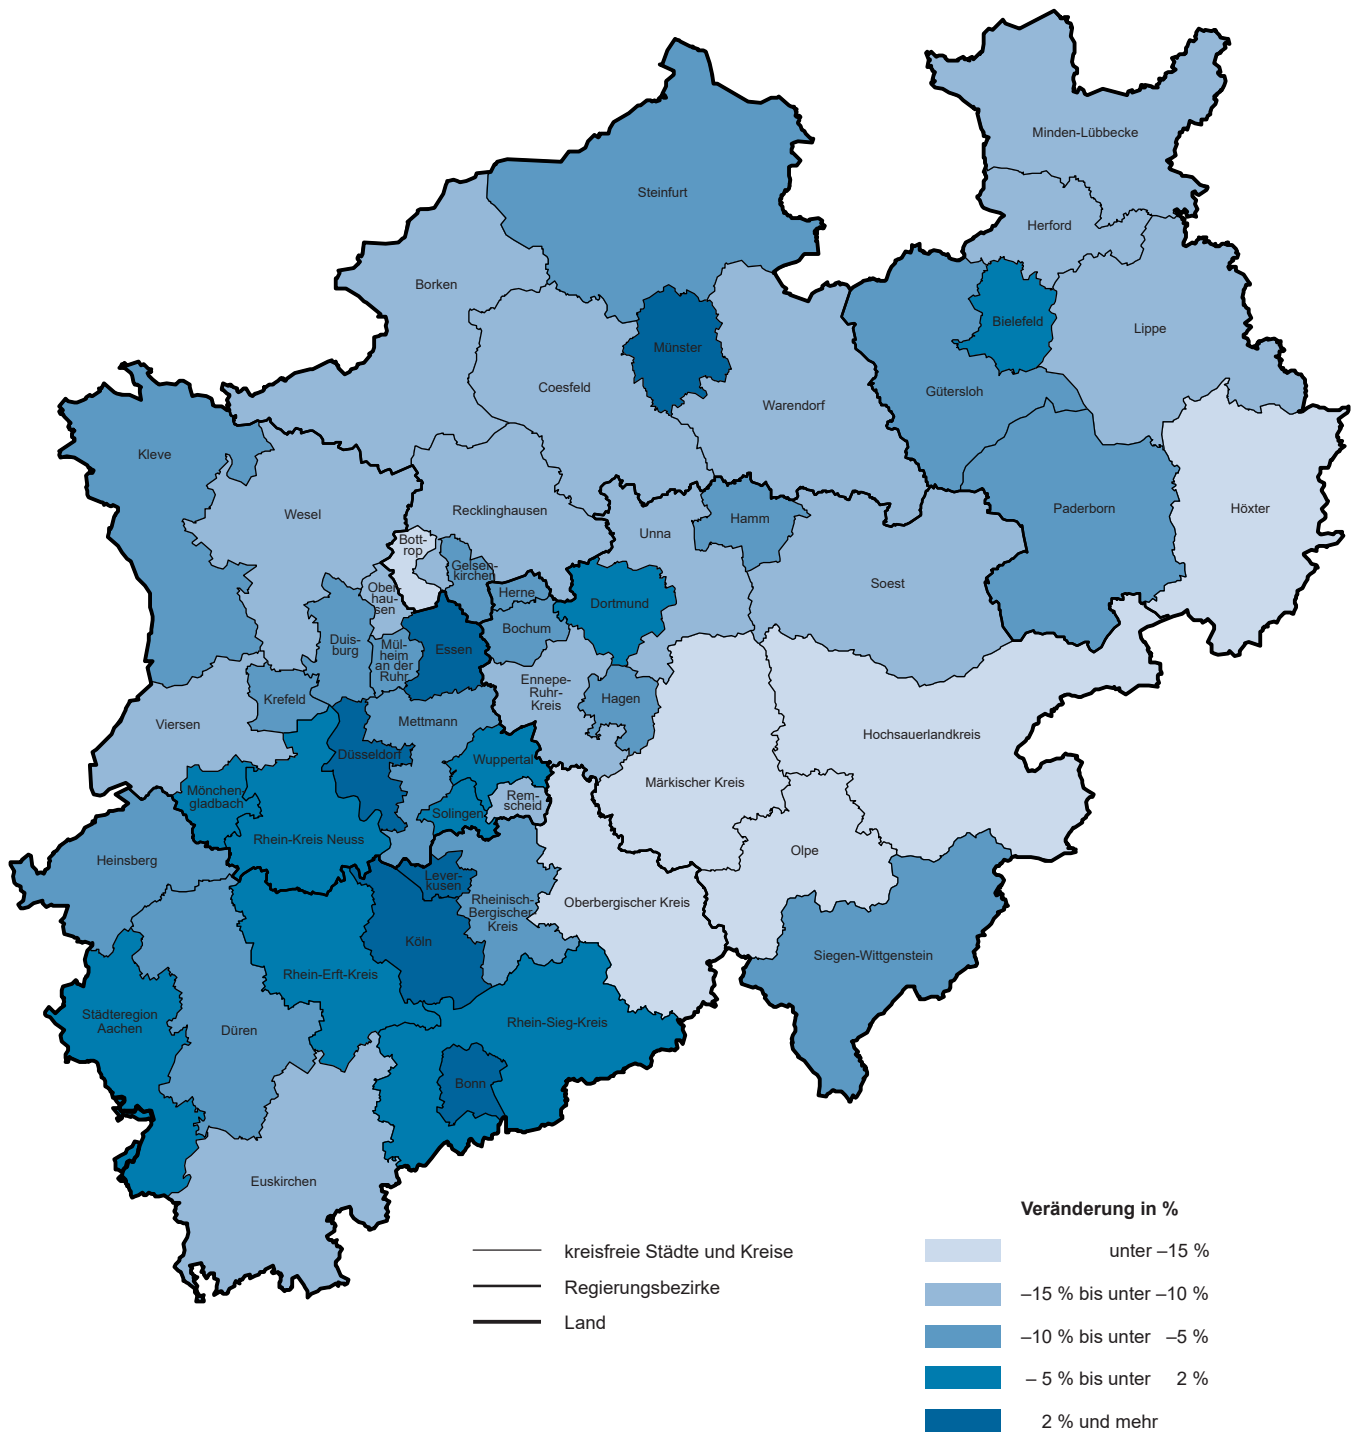 Minden-Lübbecke
Steinfurt
Herford
Borken
Bielefeld
Lippe
Münster
Coesfeld
Gütersloh
Warendorf
Kleve
Wesel
Recklinghausen
Hamm
Paderborn
Höxter
Unna
Bott-
rop
Gelsen-
kirchen
Soest
Ober-
hau-
sen
Herne
Dortmund
Bochum
Duis-
burg
Mül-
heim
an der
Ruhr
Essen
Ennepe-
Ruhr-
Kreis
Hagen
Krefeld
Viersen
Mettmann
Hochsauerlandkreis
Düsseldorf
Wuppertal
Märkischer Kreis
Mönchen-
gladbach
Rem-
scheid
Solingen
Rhein-Kreis Neuss
Olpe
Heinsberg
Lever-
kusen
Rheinisch-
Bergischer
Kreis
Oberbergischer Kreis
Köln
Siegen-Wittgenstein
Rhein-Erft-Kreis
Städteregion
Aachen
Düren
Rhein-Sieg-Kreis
Bonn
Euskirchen
kreisfreie Städte und Kreise
Regierungsbezirke
Land
Veränderung in %
unter –15 %
–15 % bis unter –10 %
–10 % bis unter –5 %
– 5 % bis unter 2 %
2 % und mehr